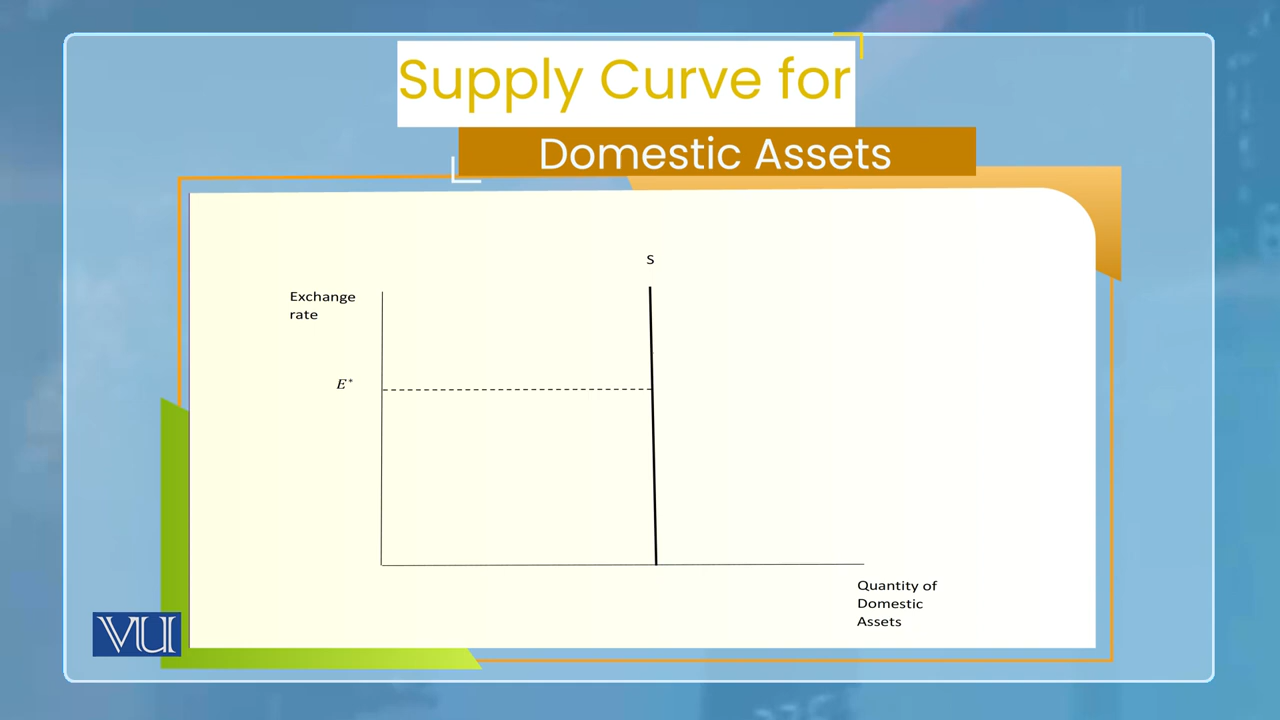 Supply Curve for
Domestic Assets
S
Exchange
rate
E*
Quantity of
Domestic
Assets
VU